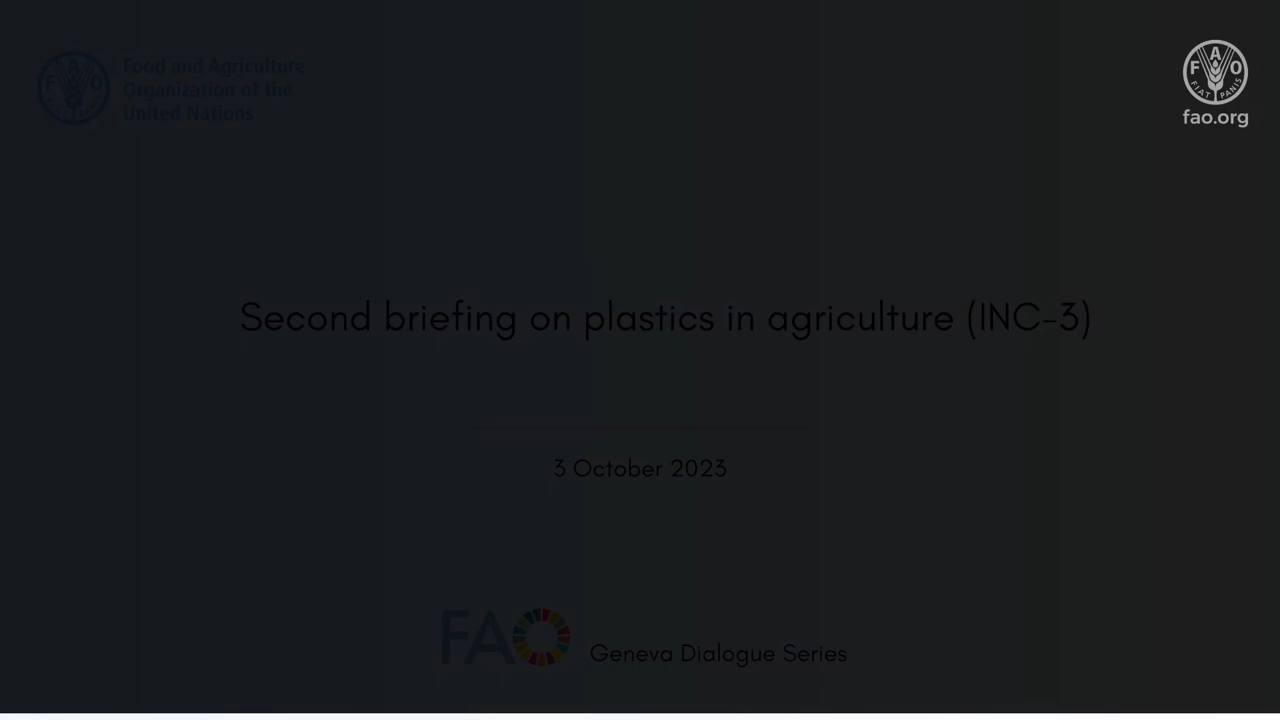 Food and Agriculture
Organization of the
United Nations
F A O
FIAT PANIS
fao.org
Second briefing on plastics in agriculture (INC-3)
3 October 2023
FAO
Geneva Dialogue Series